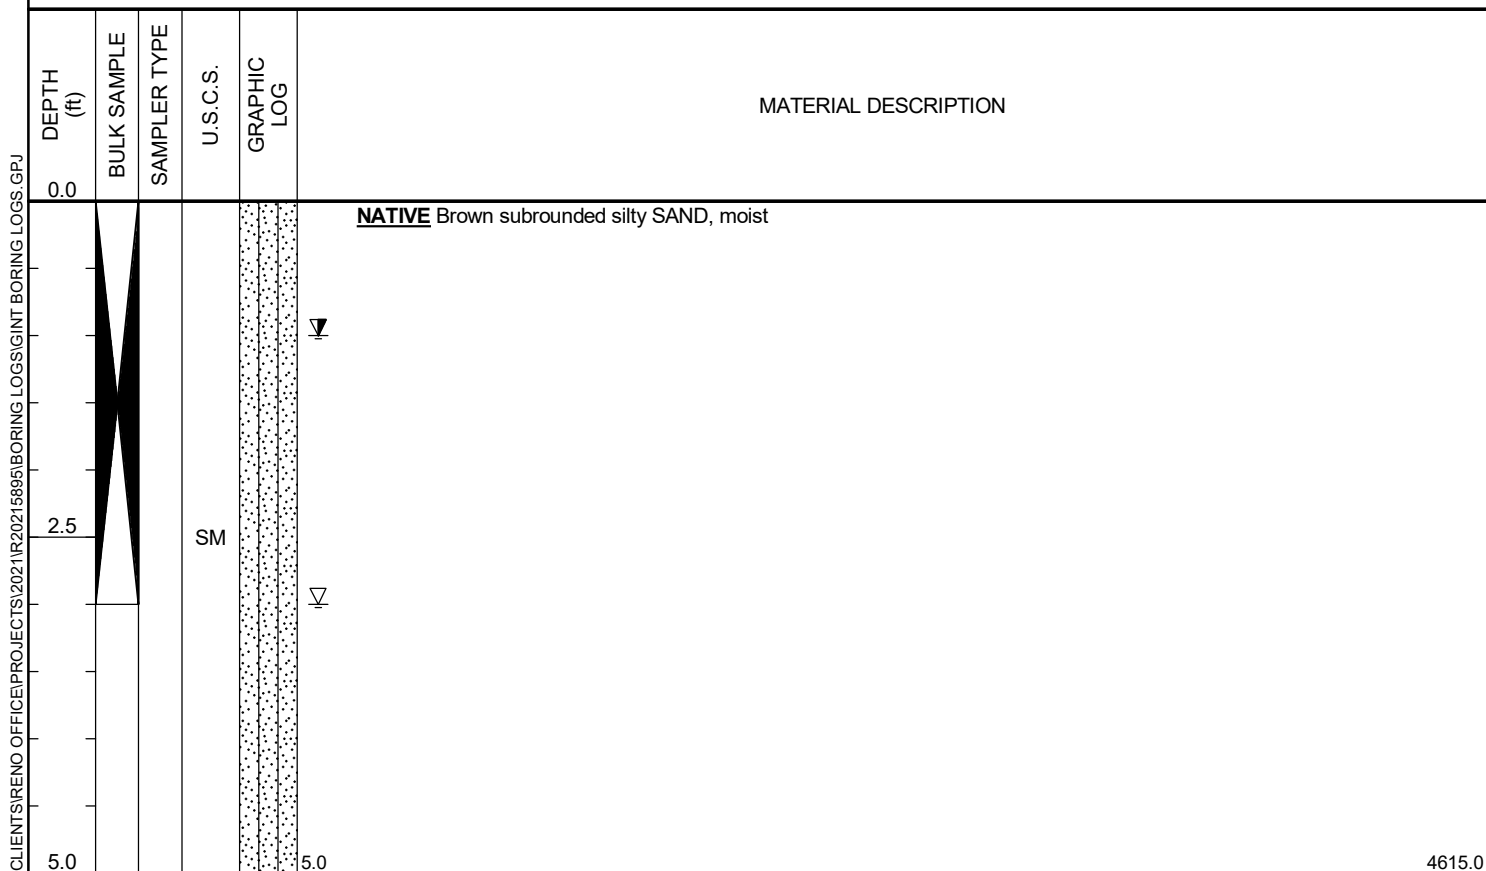 DEPTH
(ft)
BULK SAMPLE
SAMPLER TYPE
U.S.C.S.
GRAPHIC
LOG
MATERIAL DESCRIPTION
0.0
NATIVE Brown subrounded silty SAND, moist
2.5
SM
5.0
5.0
4615.0
CLIENTS\RENO OFFICE\PROJECTS\2021\R20215895\BORING LOGS\GINT BORING LOGS.GPJ